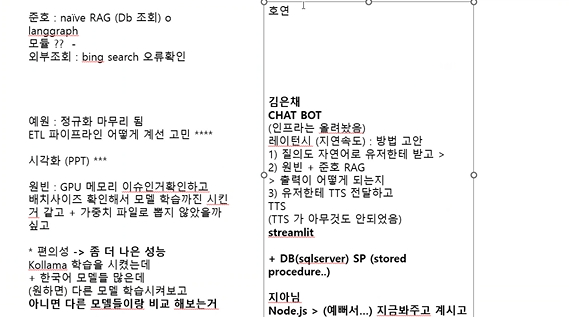 준호 : naïve RAG (Db 조회) o
langgraph
모듈 ?? -
외부조회 : bing search 오류확인
예원 : 정규화 마무리 됨
ETL 파이프라인 어떻게 계선 고민 ****
시각화 (PPT) ***
원빈 : GPU 메모리 이슈인거확인하고
배치사이즈 확인해서 모델 학습까진 시킨
거 같고 + 가중치 파일로 뽑지 않았을까
싶고
* 편의성 -> 좀 더 나은 성능
Kollama 학습을 시켰는데
+ 한국어 모델들 많은데
(원하면) 다른 모델 학습시켜보고
아니면 다른 모델들이랑 비교 해보는거
호연
김은채
CHAT BOT
(인프라는 올려놨음)
레이턴시 (지연속도) : 방법 고안
1) 질의도 자연어로 유저한테 받고 >
2) 원빈 + 준호 RAG
> 출력이 어떻게 되는지
3) 유저한테 TTS 전달하고
TTS
(TTS 가 아무것도 안되었음)
streamlit
+ DB(sqlserver) SP (stored
procedure..)
지아님
Node.js > (예뻐서...) 지금봐주고 계시고